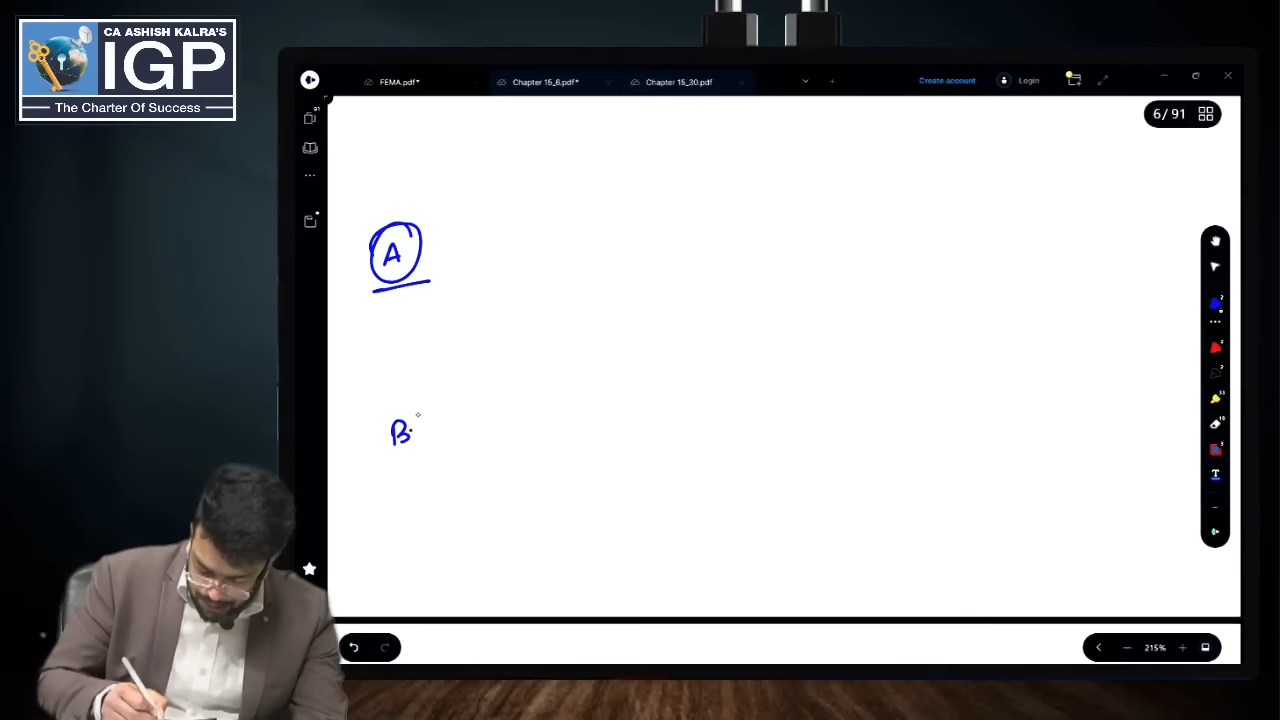 CA ASHISH KALRA'S
IGP
The Charter Of Success
FEMA.pdf*
Chapter 15_6.pdf*
Chapter 15_30.pdf
Create account
Login
6/ 91
91
A
B.
215%